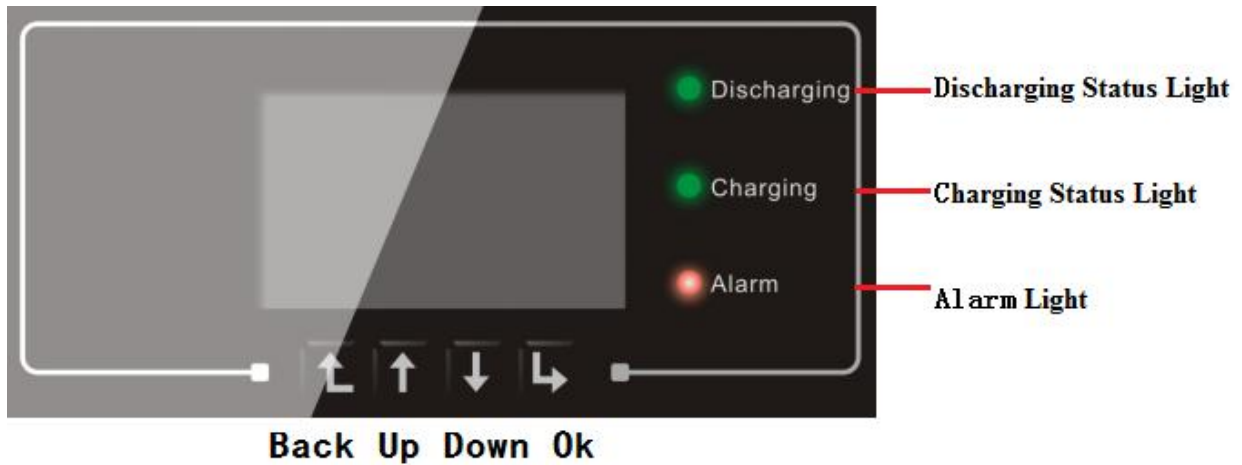 Discharging
Discharging Status Light
Charging
Charging Status Light
Alarm
Alarm Light
Back Up Down Ok